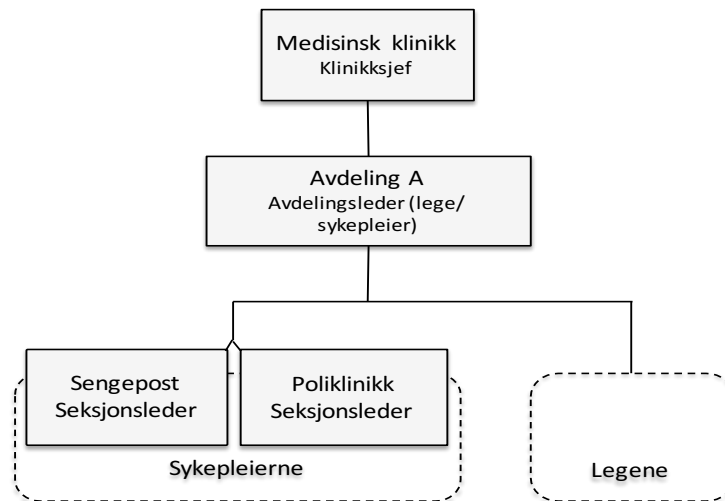 Medisinsk klinikk
Klinikksjef
Avdeling A
Avdelingsleder (lege/
sykepleier)
Sengepost
Seksjonsleder
Poliklinikk
Seksjonsleder
Sykepleierne
Legene